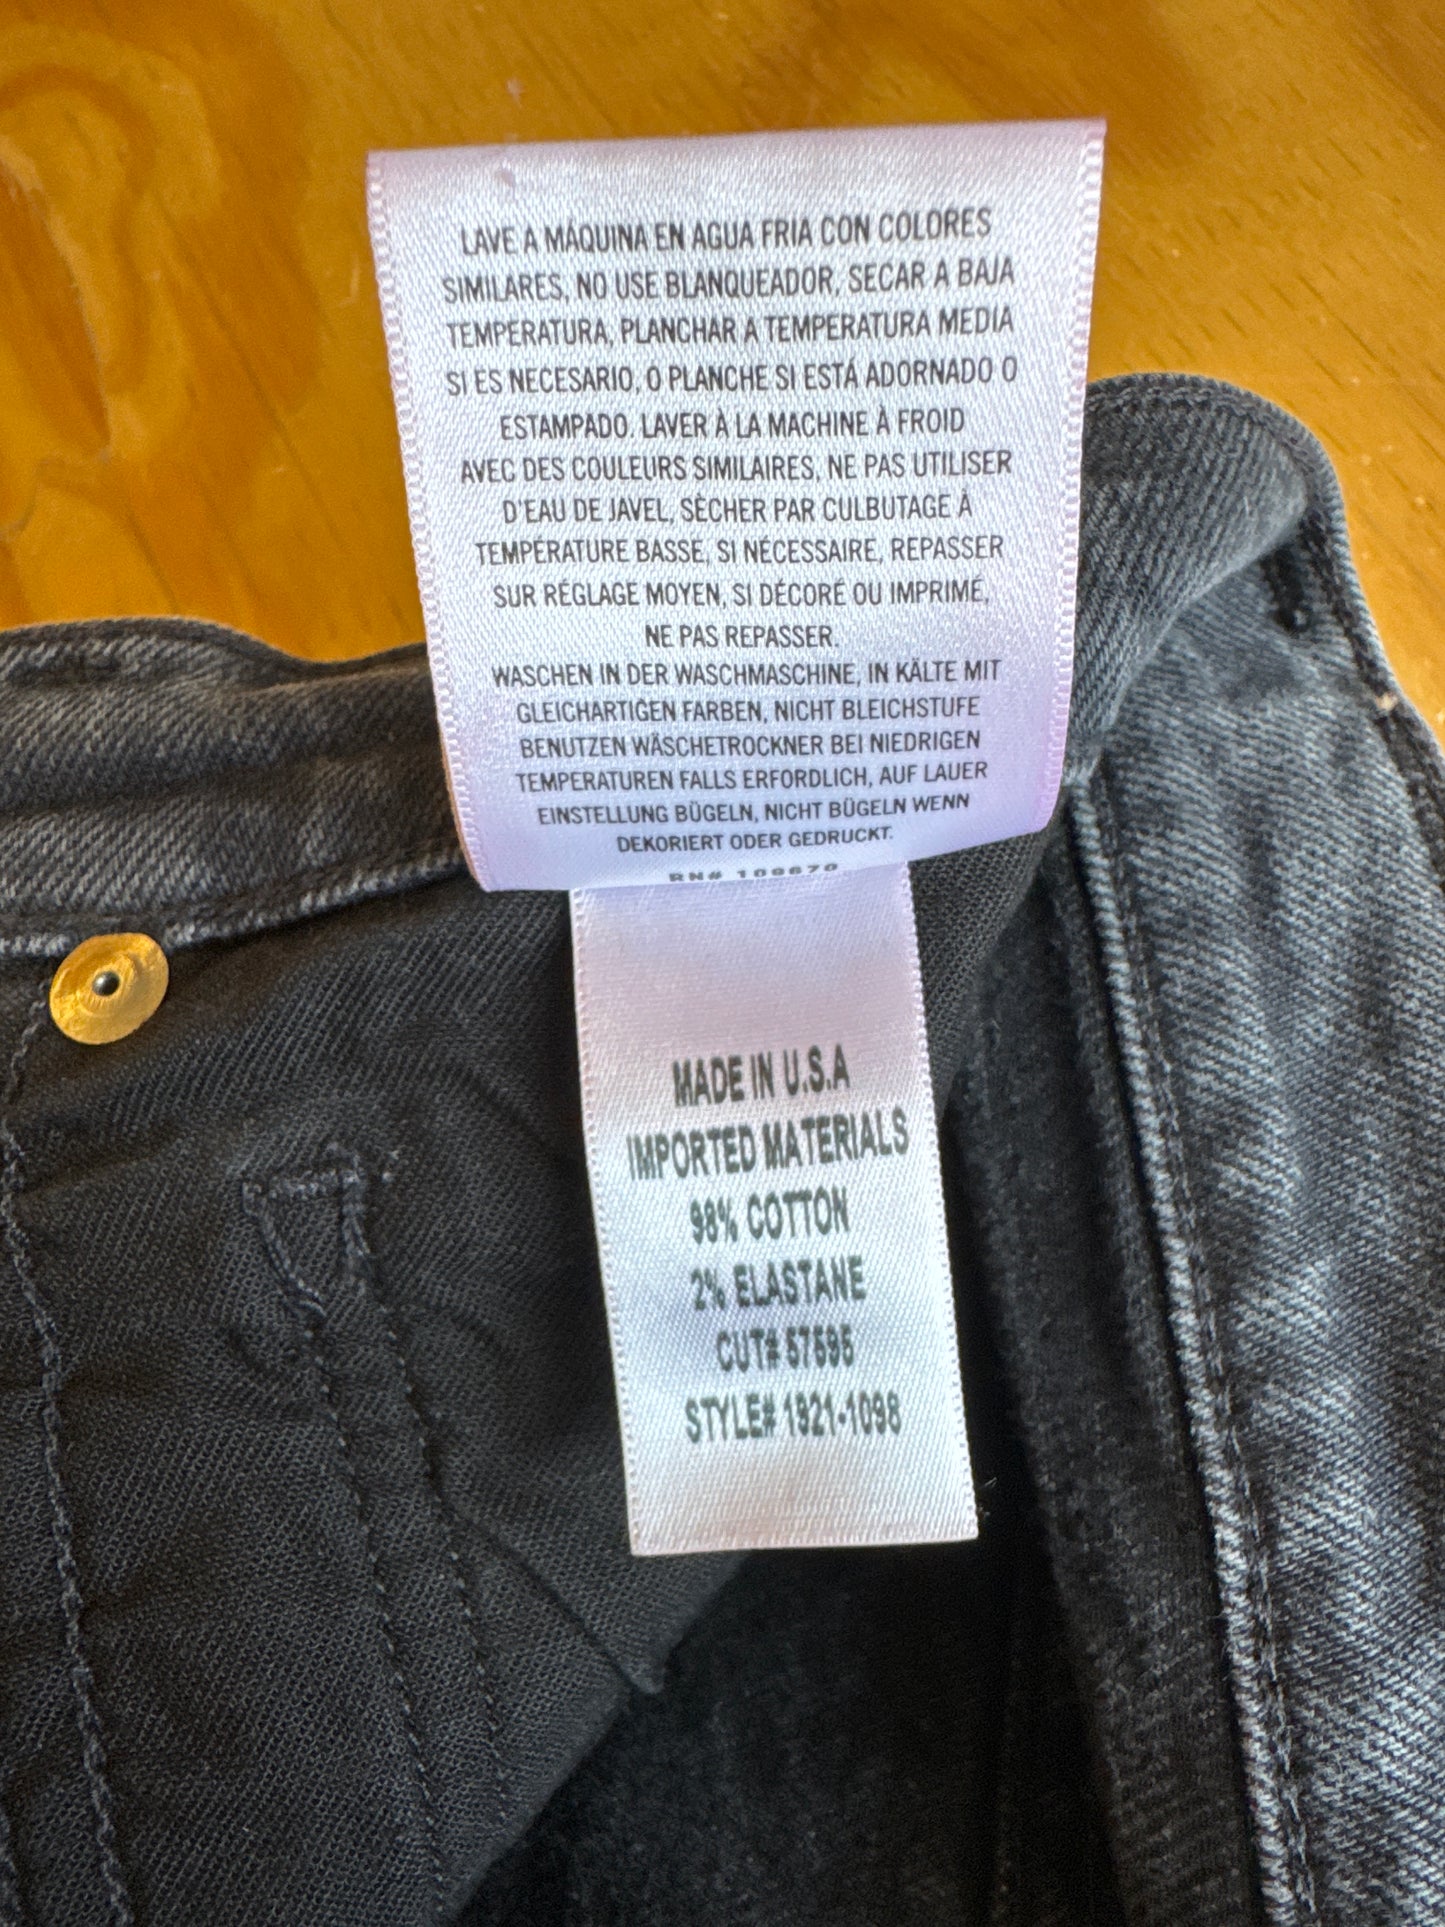 LAVE A MÁQUINA EN AGUA FRIA CON COLORES
SIMILARES, NO USE BLANQUEADOR, SECAR A BAJA
TEMPERATURA, PLANCHAR A TEMPERATURA MEDIA
SI ES NECESARIO, O PLANCHE SI ESTÁ ADORNADO O
ESTAMPADO. LAVER À LA MACHINE À FROID
AVEC DES COULEURS SIMILAIRES, NE PAS UTILISER
D'EAU DE JAVEL, SÈCHER PAR CULBUTAGE À
TEMPÈRATURE BASSE, SI NÉCESSAIRE, REPASSER
SUR RÉGLAGE MOYEN, SI DÉCORÉ OU IMPRIMÉ,
NE PAS REPASSER.
WASCHEN IN DER WASCHMASCHINE, IN KÄLTE MIT
GLEICHARTIGEN FARBEN, NICHT BLEICHSTUFE
BENUTZEN WÄSCHETROCKNER BEI NIEDRIGEN
TEMPERATUREN FALLS ERFORDLICH, AUF LAUER
EINSTELLUNG BÜGELN, NICHT BÜGELN WENN
DEKORIERT ODER GEDRUCKT.
RN# 109670
MADE IN U.S.A
IMPORTED MATERIALS
98% COTTON
2% ELASTANE
CUT# 57595
STYLE# 1921-1098